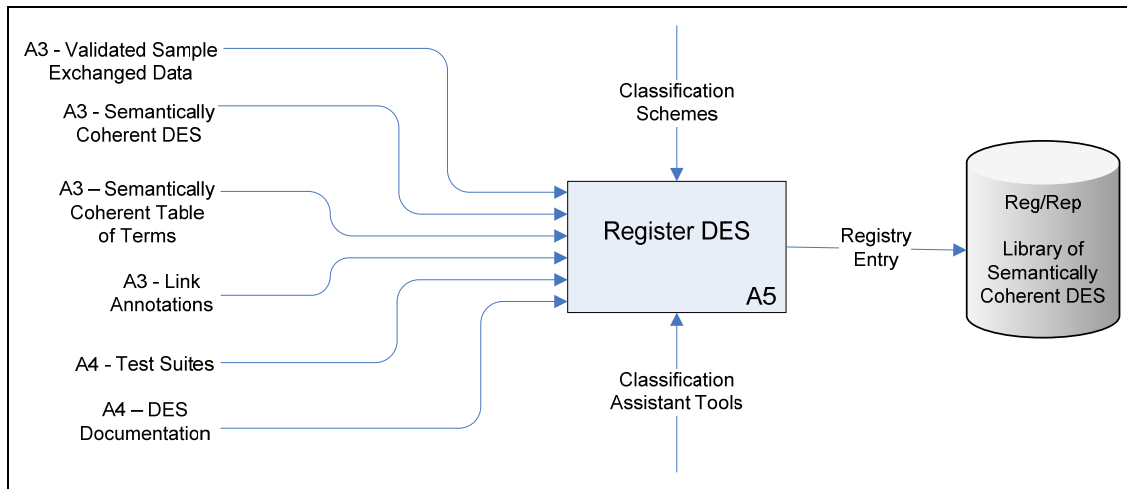 A3 - Validated Sample
Exchanged Data
A3 - Semantically
Coherent DES
A3 – Semantically
Coherent Table
of Terms
A3 - Link
Annotations
A4 - Test Suites
A4 – DES
Documentation
Classification
Schemes
Register DES
A5
Classification
Assistant Tools
Registry
Entry
Reg/Rep
Library of
Semantically
Coherent DES